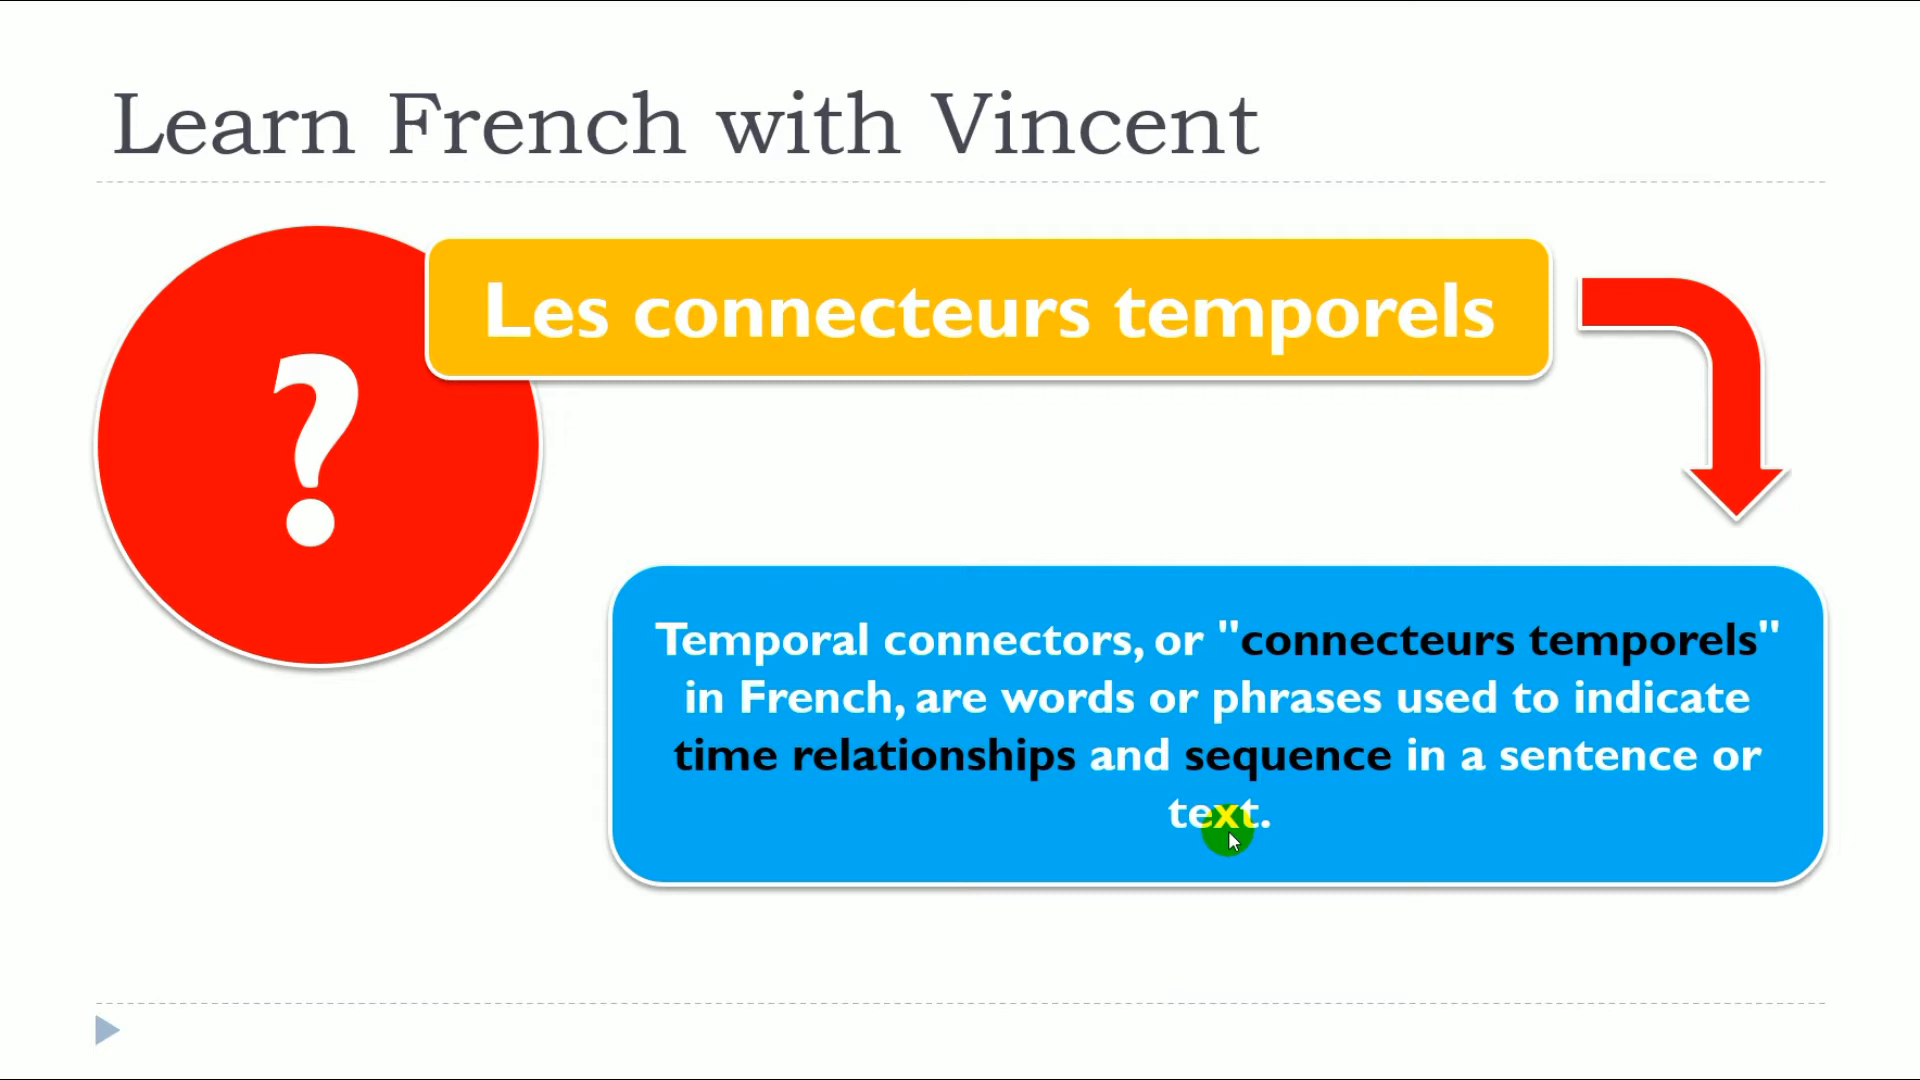 Learn French with Vincent
?
Les connecteurs temporels
Temporal connectors, or "connecteurs temporels"
in French, are words or phrases used to indicate
time relationships and sequence in a sentence or
text.